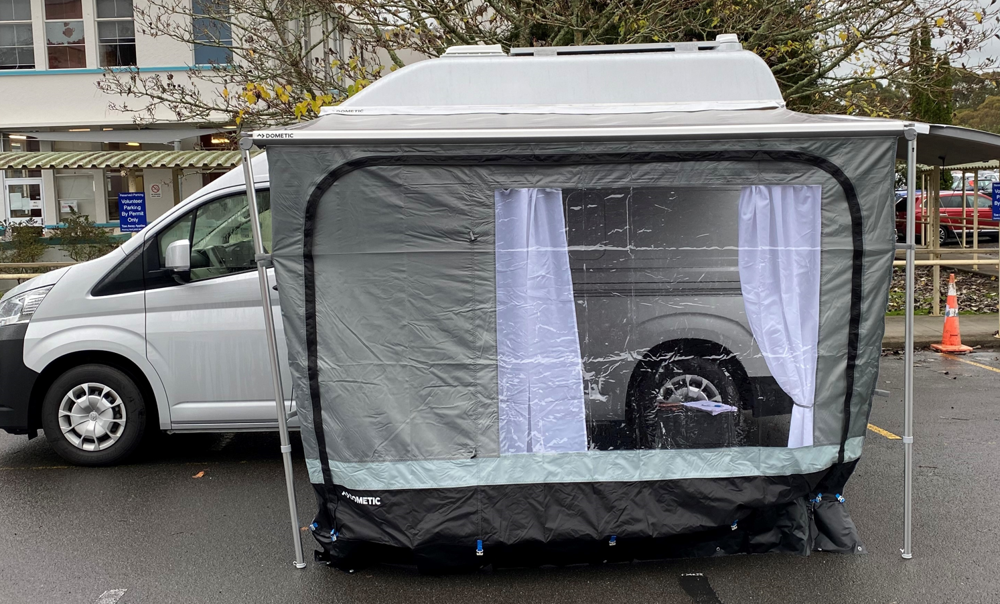 DOMETIC
DOMETIC
Reserved Parking
Volunteer
Parking
By Permit
Only
Tow Away Applies
DOMETIC